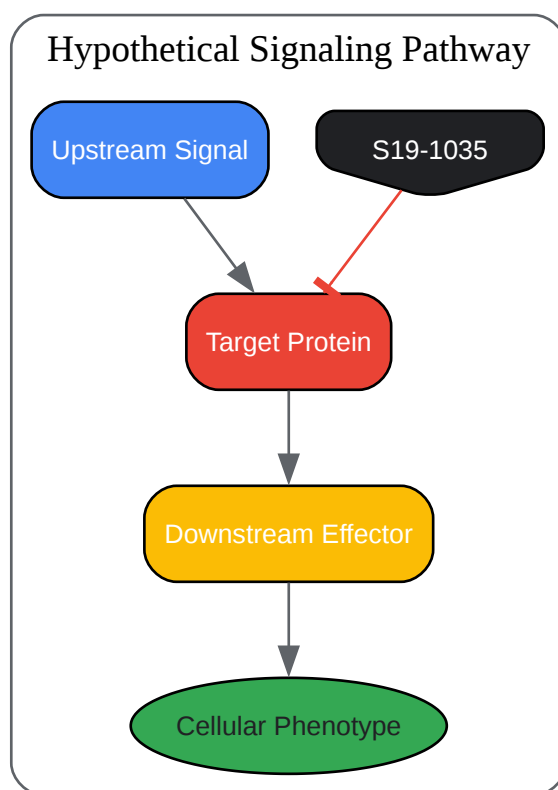 Hypothetical Signaling Pathway
Upstream Signal
S19-1035
Target Protein
Downstream Effector
Cellular Phenotype